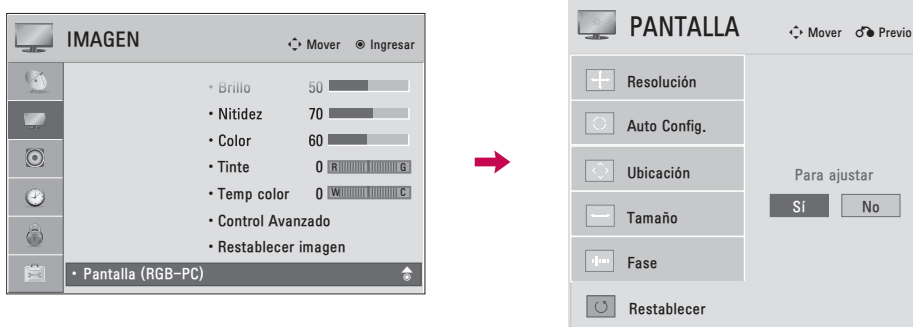 IMAGEN
Mover Ingresar
• Brillo 50
• Nitidez 70
• Color 60
• Tinte 0 R G
• Temp color 0 W C
• Control Avanzado
• Restablecer imagen
• Pantalla (RGB-PC)
PANTALLA
Mover Previo
Resolución
Auto Config.
Ubicación
Tamaño
Fase
Restablecer
Para ajustar
Sí No